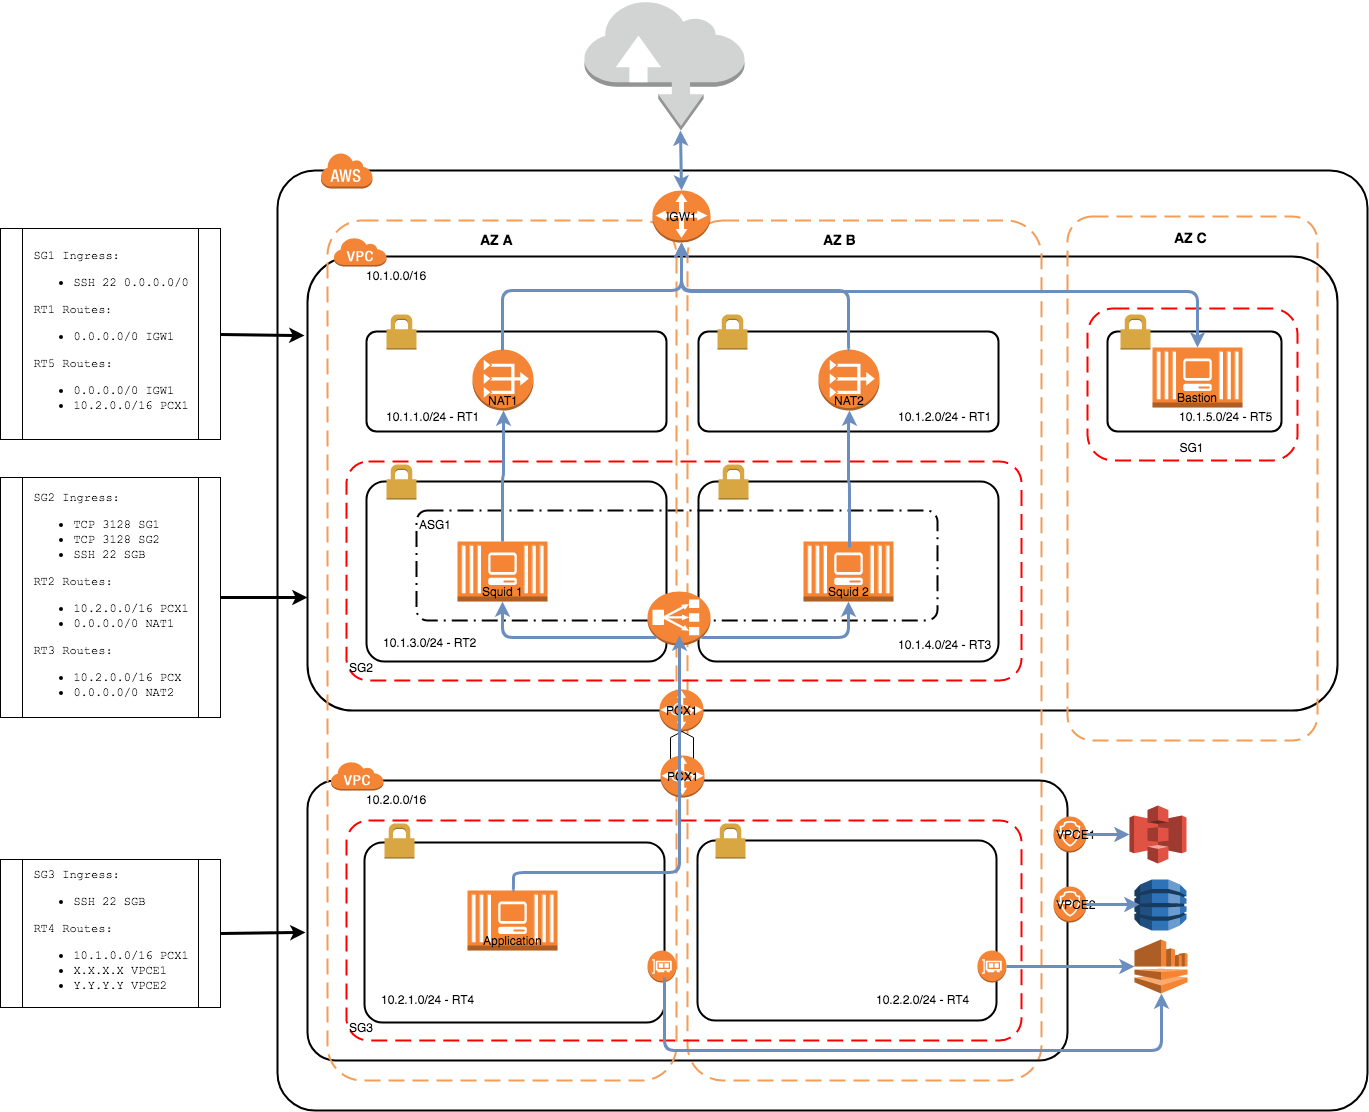 AWS
IGW1
AZ A
AZ B
AZ C
VPC
10.1.0.0/16
SG1 Ingress:
• SSH 22 0.0.0.0/0
RT1 Routes:
• 0.0.0.0/0 IGW1
RT5 Routes:
• 0.0.0.0/0 IGW1
• 10.2.0.0/16 PCX1
NAT1
10.1.1.0/24 - RT1
NAT2
10.1.2.0/24 - RT1
Bastion
10.1.5.0/24 - RT5
SG1
SG2 Ingress:
• TCP 3128 SG1
• TCP 3128 SG2
• SSH 22 SGB
RT2 Routes:
• 10.2.0.0/16 PCX1
• 0.0.0.0/0 NAT1
RT3 Routes:
• 10.2.0.0/16 PCX
• 0.0.0.0/0 NAT2
ASG1
Squid 1
Squid 2
10.1.3.0/24 - RT2
10.1.4.0/24 - RT3
SG2
PCX1
PCX1
VPC
10.2.0.0/16
VPCE1
VPCE2
SG3 Ingress:
• SSH 22 SGB
RT4 Routes:
• 10.1.0.0/16 PCX1
• X.X.X.X VPCE1
• Y.Y.Y.Y VPCE2
Application
10.2.1.0/24 - RT4
10.2.2.0/24 - RT4
SG3